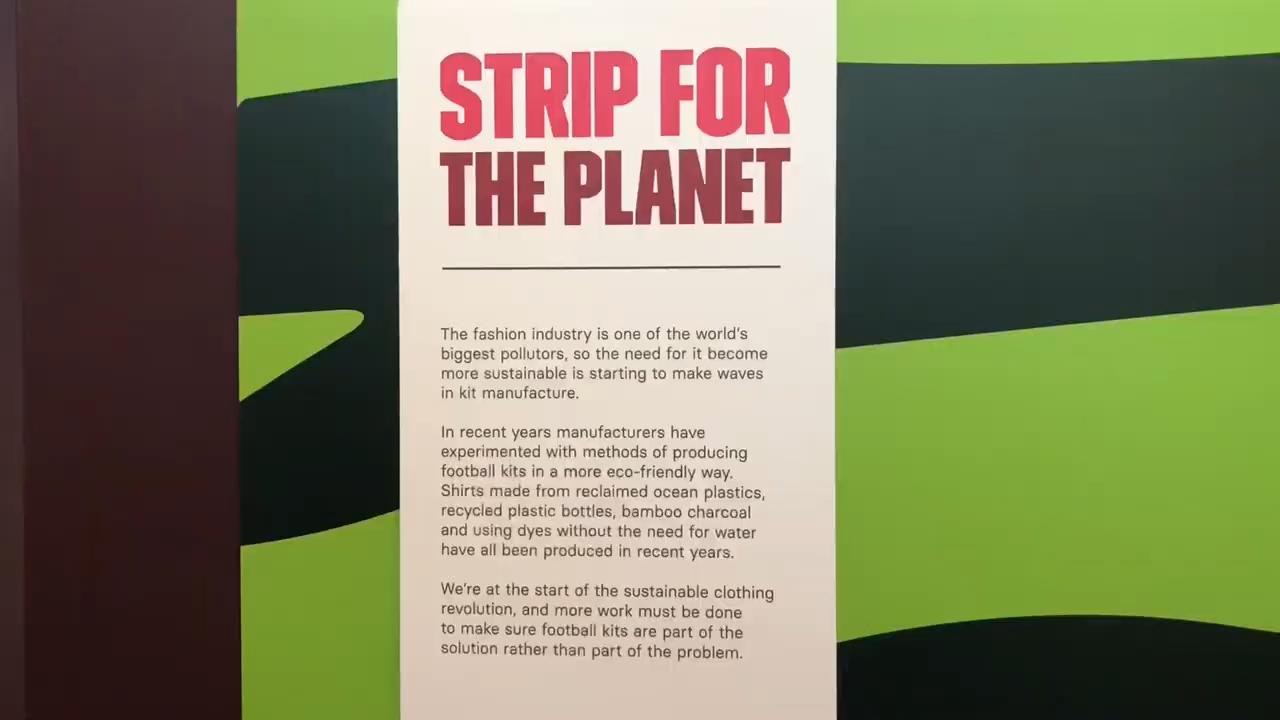 STRIP FOR
THE PLANET
The fashion industry is one of the world's
biggest pollutors, so the need for it become
more sustainable is starting to make waves
in kit manufacture.
In recent years manufacturers have
experimented with methods of producing
football kits in a more eco-friendly way.
Shirts made from reclaimed ocean plastics,
recycled plastic bottles, bamboo charcoal
and using dyes without the need for water
have all been produced in recent years.
We're at the start of the sustainable clothing
revolution, and more work must be done
to make sure football kits are part of the
solution rather than part of the problem.